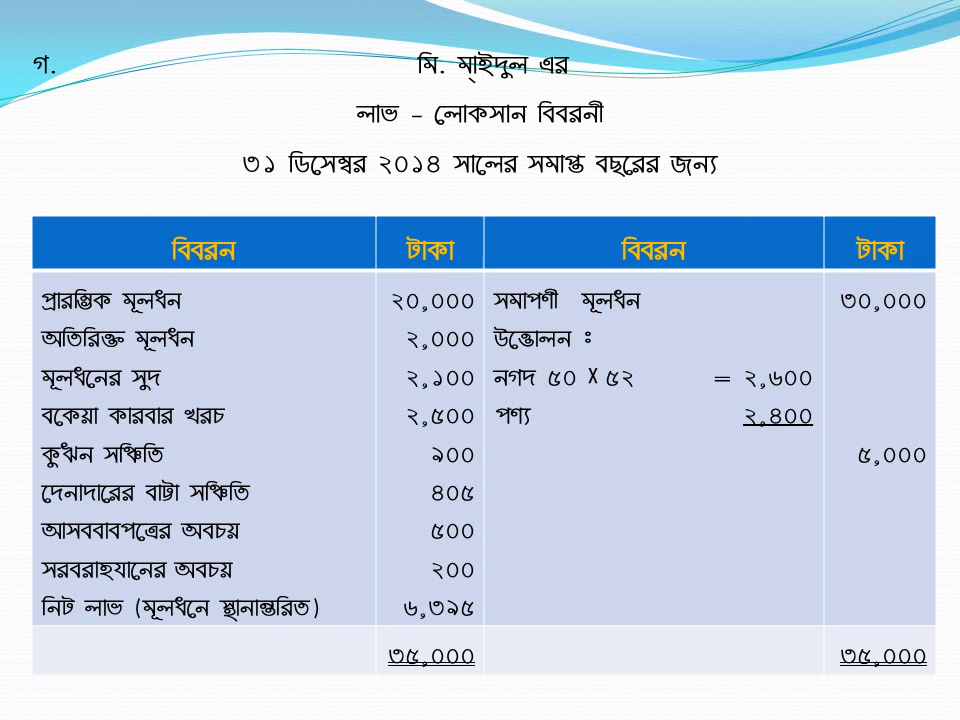 গ. মি. মা্ইদুল এর
লাভ – লোকসান বিবরনী
৩১ ডিসেম্বর ২০১৪ সালের সমাপ্ত বছরের জন্য
বিবরন টাকা বিবরন টাকা
প্রারম্ভিক মূলধন ২০,০০০ সমাপণী মূলধন ৩০,০০০
অতিরিক্ত মূলধন ২,০০০ উত্তোলন ঃ
মূলধনের সুদ ২,১০০ নগদ ৫০ X ৫২ = ২,৬০০
বকেয়া কারবার খরচ ২,৫০০ পণ্য ২,৪০০
কুঋন সঞ্চিতি ৯০০ ৫,০০০
দেনাদারের বাট্টা সঞ্চিতি ৪০৫
আসববাবপত্রের অবচয় ৫০০
সরবরাহযানের অবচয় ২০০
নিট লাভ (মূলধনে স্থানান্তরিত) ৬,৩৯৫
৩৫,০০০ ৩৫,০০০